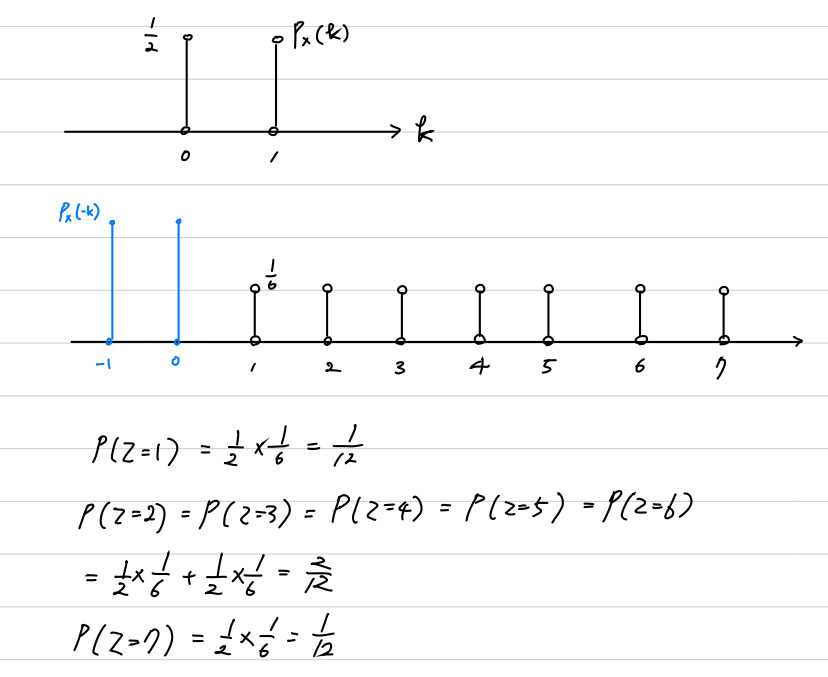 1/2 Pₓ(k)
k
0 1
Pₓ(-k)
1/6
-1 0 1 2 3 4 5 6 7
P(Z=1) = 1/2 × 1/6 = 1/12
P(Z=2) = P(Z=3) = P(Z=4) = P(Z=5) = P(Z=6)
= 1/2 × 1/6 + 1/2 × 1/6 = 2/12
P(Z=7) = 1/2 × 1/6 = 1/12